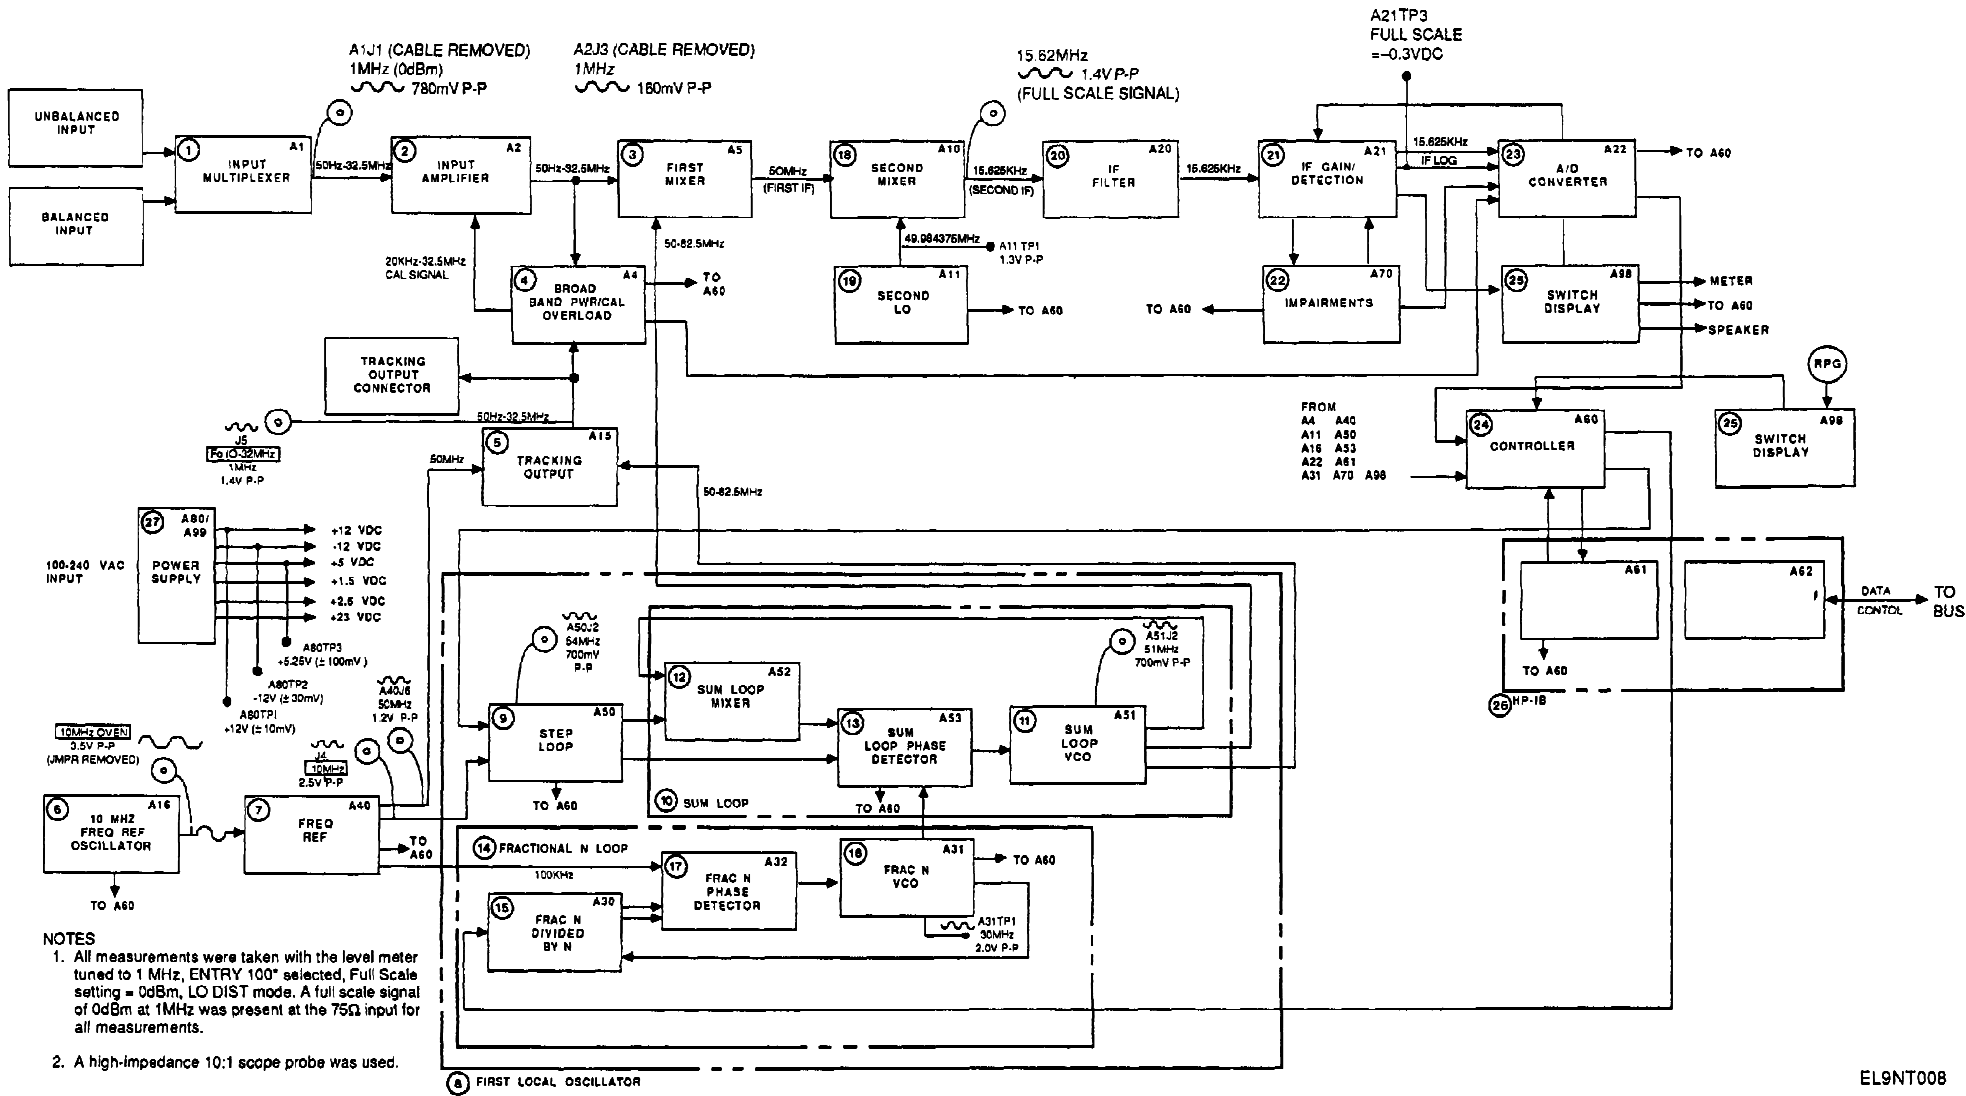 A1J1 (CABLE REMOVED)
1MHz (0dBm)
780mV P-P
A2J3 (CABLE REMOVED)
1MHz
160mV P-P
15.62MHz
1.4V P-P
(FULL SCALE SIGNAL)
A21TP3
FULL SCALE
=-0.3VDC
UNBALANCED
INPUT
BALANCED
INPUT
1 A1
INPUT
MULTIPLEXER
50Hz-32.5MHz
2 A2
INPUT
AMPLIFIER
50Hz-32.5MHz
3 A5
FIRST
MIXER
50MHz
(FIRST IF)
18 A10
SECOND
MIXER
15.625KHz
(SECOND IF)
20 A20
IF
FILTER
15.625KHz
21 A21
IF GAIN/
DETECTION
15.625KHz
IF LOG
23 A22
A/D
CONVERTER
TO A60
20KHz-32.5MHz
CAL SIGNAL
4 A4
BROAD
BAND PWR/CAL
OVERLOAD
TO
A60
50-82.5MHz
49.984375MHz
A11 TP1
1.3V P-P
19 A11
SECOND
LO
TO A60
TO A60
22 A70
IMPAIRMENTS
25 A98
SWITCH
DISPLAY
METER
TO A60
SPEAKER
TRACKING
OUTPUT
CONNECTOR
50Hz-32.5MHz
J5
Fo (O-32MHz
1MHz
1.4V P-P
5 A15
TRACKING
OUTPUT
50MHz
50-82.5MHz
FROM
A4 A40
A11 A50
A16 A53
A22 A61
A31 A70 A98
24 A60
CONTROLLER
RPG
25 A98
SWITCH
DISPLAY
100-240 VAC
INPUT
27 A80/
A99
POWER
SUPPLY
+12 VDC
-12 VDC
+5 VDC
+1.5 VDC
+2.6 VDC
+23 VDC
A80TP3
+5.25V (±100mV)
A80TP2
-12V (±30mV)
A80TP1
+12V (±10mV)
A61
A62
DATA
CONTOL
TO
BUS
TO A60
26 HP-IB
A50J2
64MHz
700mV
P-P
A51J2
51MHz
700mV P-P
12 A52
SUM LOOP
MIXER
9 A50
STEP
LOOP
TO A60
13 A53
SUM
LOOP PHASE
DETECTOR
TO A60
11 A51
SUM
LOOP
VCO
10 SUM LOOP
10MHz OVEN
3.5V P-P
(JMPR REMOVED)
J4
10MHz
2.5V P-P
A40J6
50MHz
1.2V P-P
6 A16
10 MHZ
FREQ REF
OSCILLATOR
TO A60
7 A40
FREQ
REF
TO
A60
100KHz
14 FRACTIONAL N LOOP
17 A32
FRAC N
PHASE
DETECTOR
16 A31
FRAC N
VCO
TO A60
15 A30
FRAC N
DIVIDED
BY N
A31TP1
30MHz
2.0V P-P
8 FIRST LOCAL OSCILLATOR
NOTES
1. All measurements were taken with the level meter
tuned to 1 MHz, ENTRY 100" selected, Full Scale
setting = 0dBm, LO DIST mode. A full scale signal
of 0dBm at 1MHz was present at the 75Ω input for
all measurements.
2. A high-impedance 10:1 scope probe was used.
EL9NT008